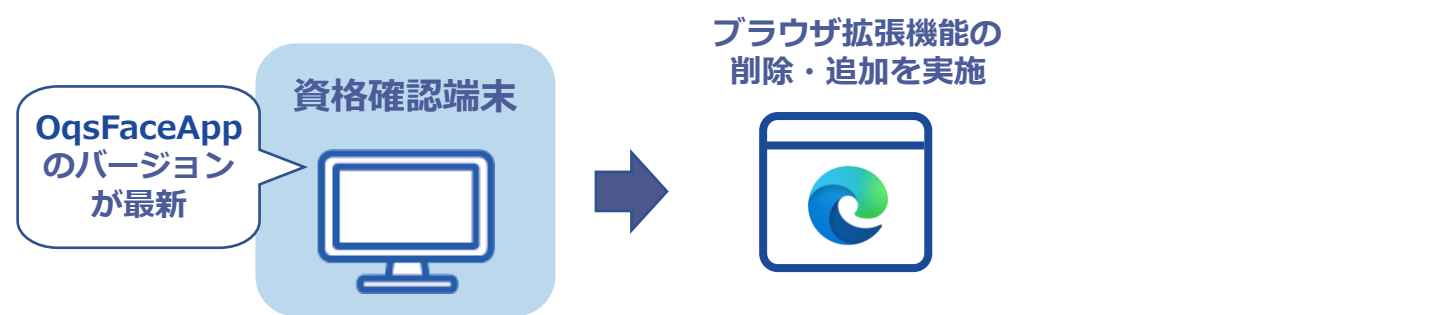 OqsFaceApp
のバージョン
が最新
資格確認端末
ブラウザ拡張機能の
削除・追加を実施